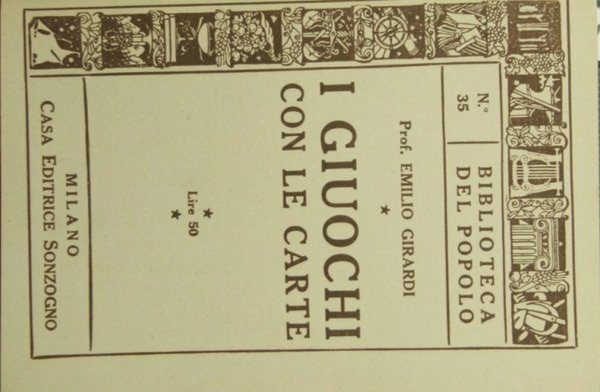 N.° 35
BIBLIOTECA
DEL POPOLO
Prof. EMILIO GIRARDI
★
I GIUOCHI
CON LE CARTE
★
Lire 50
★
MILANO
CASA EDITRICE SONZOGNO